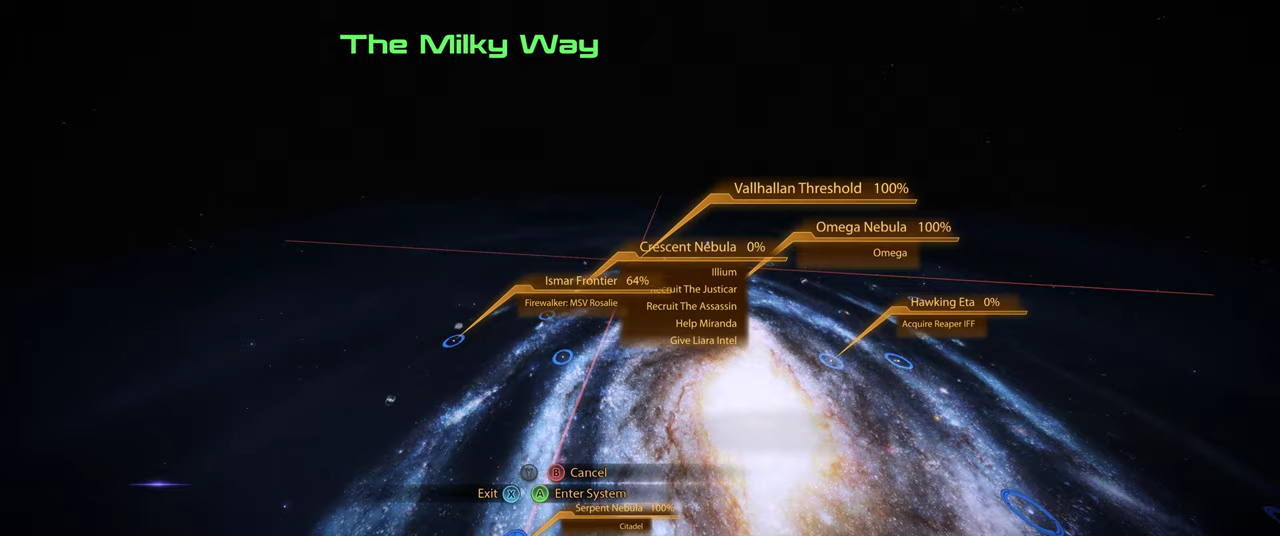 The Milky Way
Vallhallan Threshold 100%
Omega Nebula 100%
Omega
Crescent Nebula 0%
Illium
Recruit The Justicar
Recruit The Assassin
Help Miranda
Give Liara Intel
Ismar Frontier 64%
Firewalker: MSV Rosalie
Hawking Eta 0%
Acquire Reaper IFF
Y B Cancel
Exit X A Enter System
Serpent Nebula 100%
Citadel